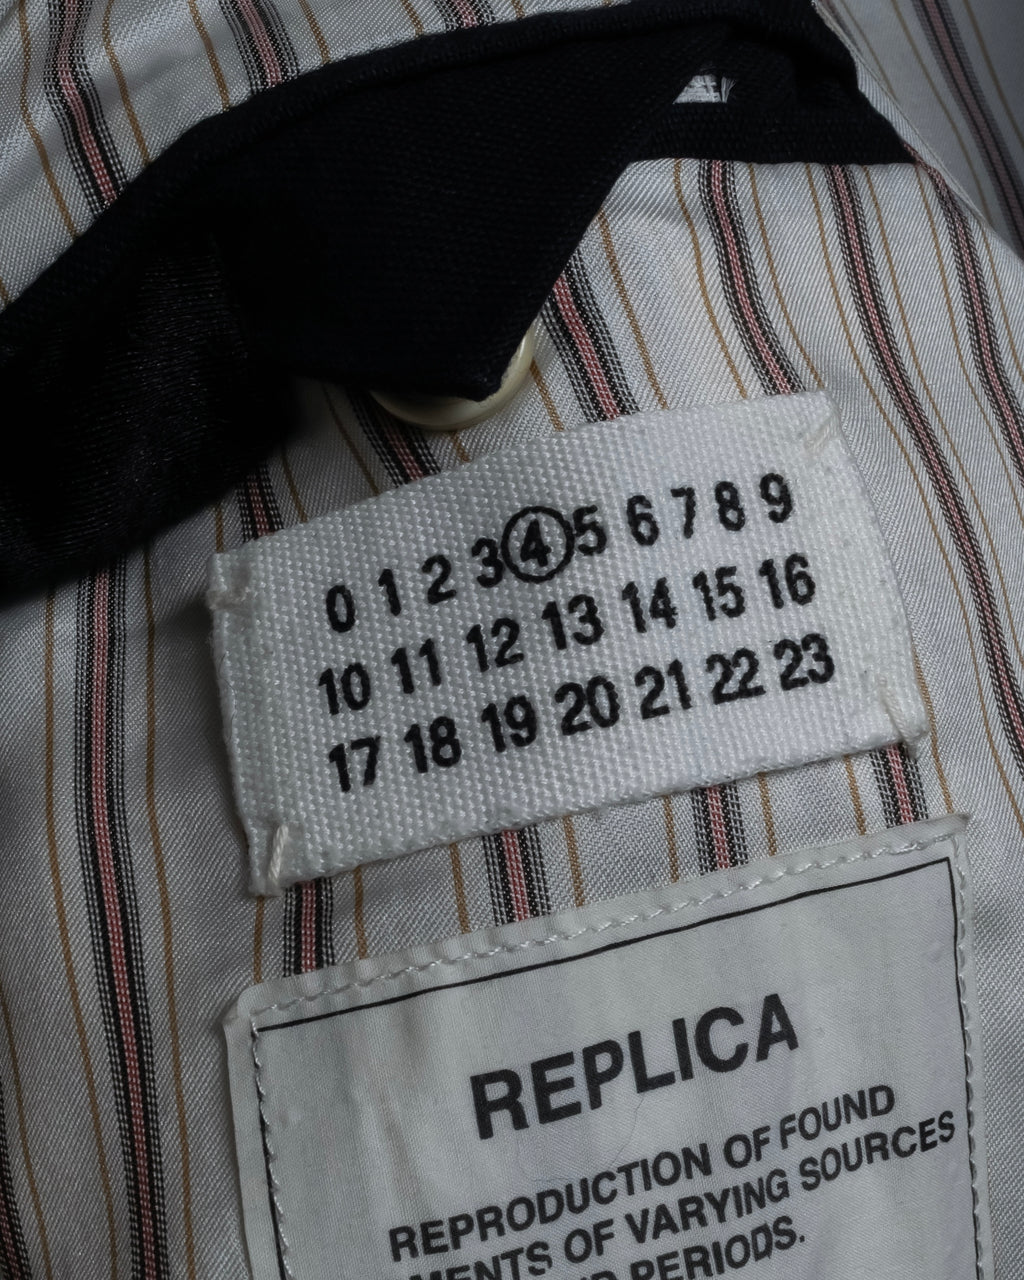 0 1 2 3 4 5 6 7 8 9
10 11 12 13 14 15 16
17 18 19 20 21 22 23
REPLICA
REPRODUCTION OF FOUND
OF VARYING SOURCES
PERIODS.